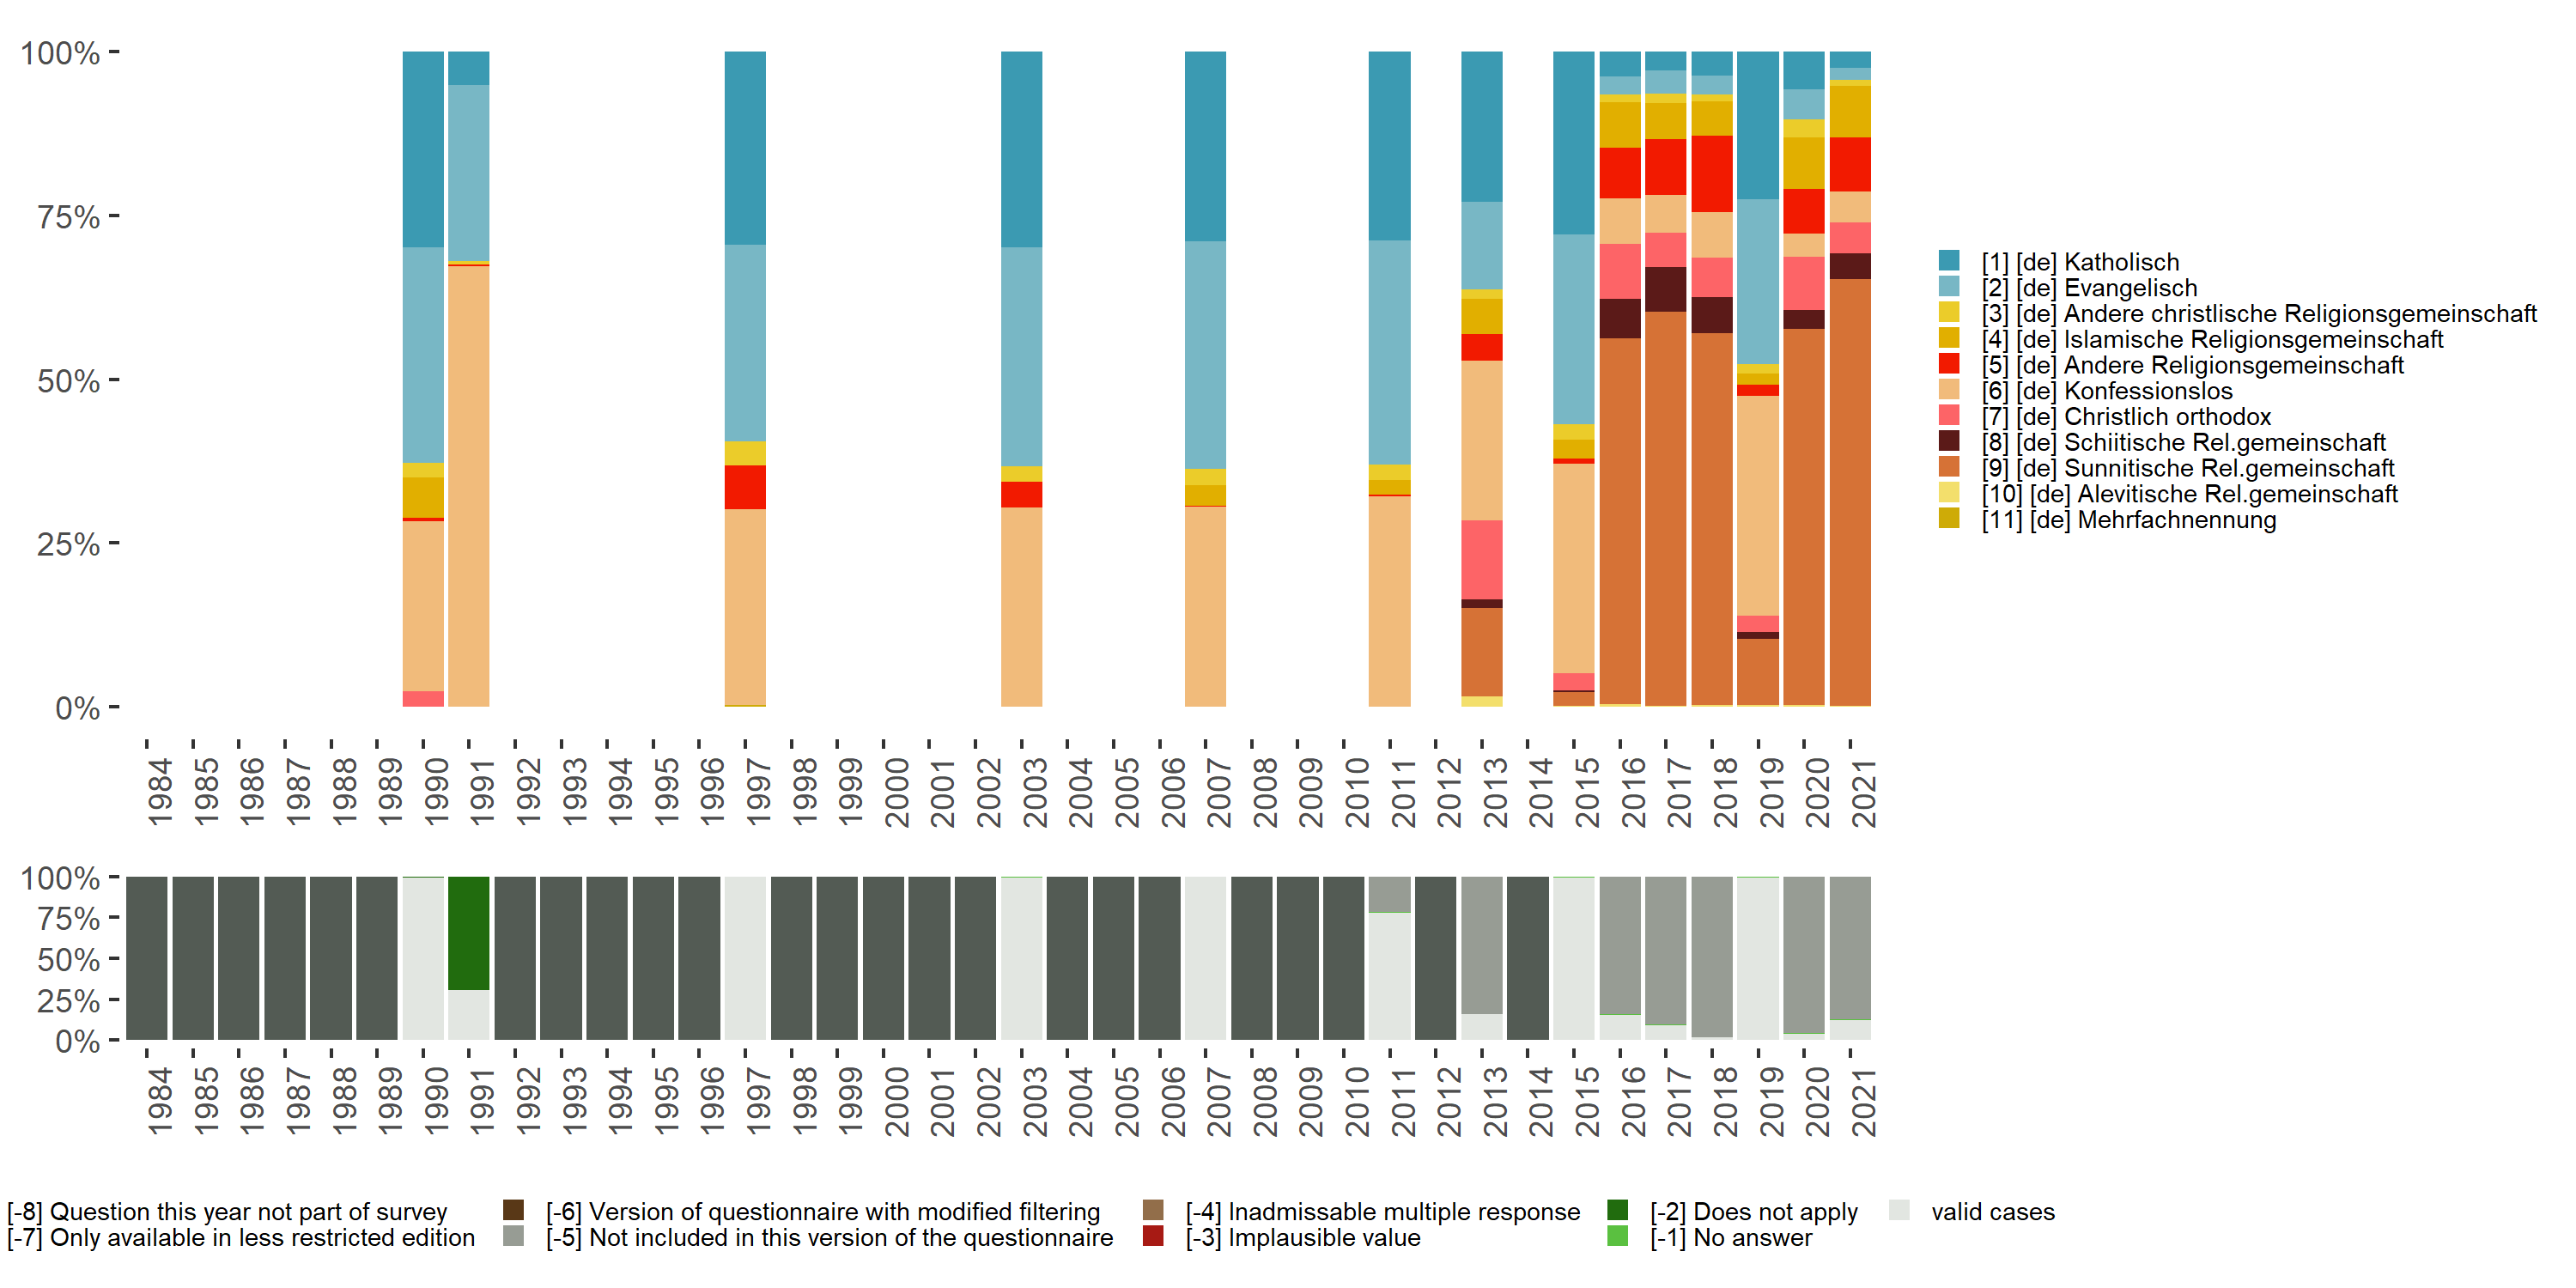 100%
75%
50%
25%
0%
1984 1985 1986 1987 1988 1989 1990 1991 1992 1993 1994 1995 1996 1997 1998 1999 2000 2001 2002 2003 2004 2005 2006 2007 2008 2009 2010 2011 2012 2013 2014 2015 2016 2017 2018 2019 2020 2021
[1] [de] Katholisch
[2] [de] Evangelisch
[3] [de] Andere christlische Religionsgemeinschaft
[4] [de] Islamische Religionsgemeinschaft
[5] [de] Andere Religionsgemeinschaft
[6] [de] Konfessionslos
[7] [de] Christlich orthodox
[8] [de] Schiitische Rel.gemeinschaft
[9] [de] Sunnitische Rel.gemeinschaft
[10] [de] Alevitische Rel.gemeinschaft
[11] [de] Mehrfachnennung
100%
75%
50%
25%
0%
1984 1985 1986 1987 1988 1989 1990 1991 1992 1993 1994 1995 1996 1997 1998 1999 2000 2001 2002 2003 2004 2005 2006 2007 2008 2009 2010 2011 2012 2013 2014 2015 2016 2017 2018 2019 2020 2021
[-8] Question this year not part of survey [-6] Version of questionnaire with modified filtering [-4] Inadmissable multiple response [-2] Does not apply valid cases
[-7] Only available in less restricted edition [-5] Not included in this version of the questionnaire [-3] Implausible value [-1] No answer